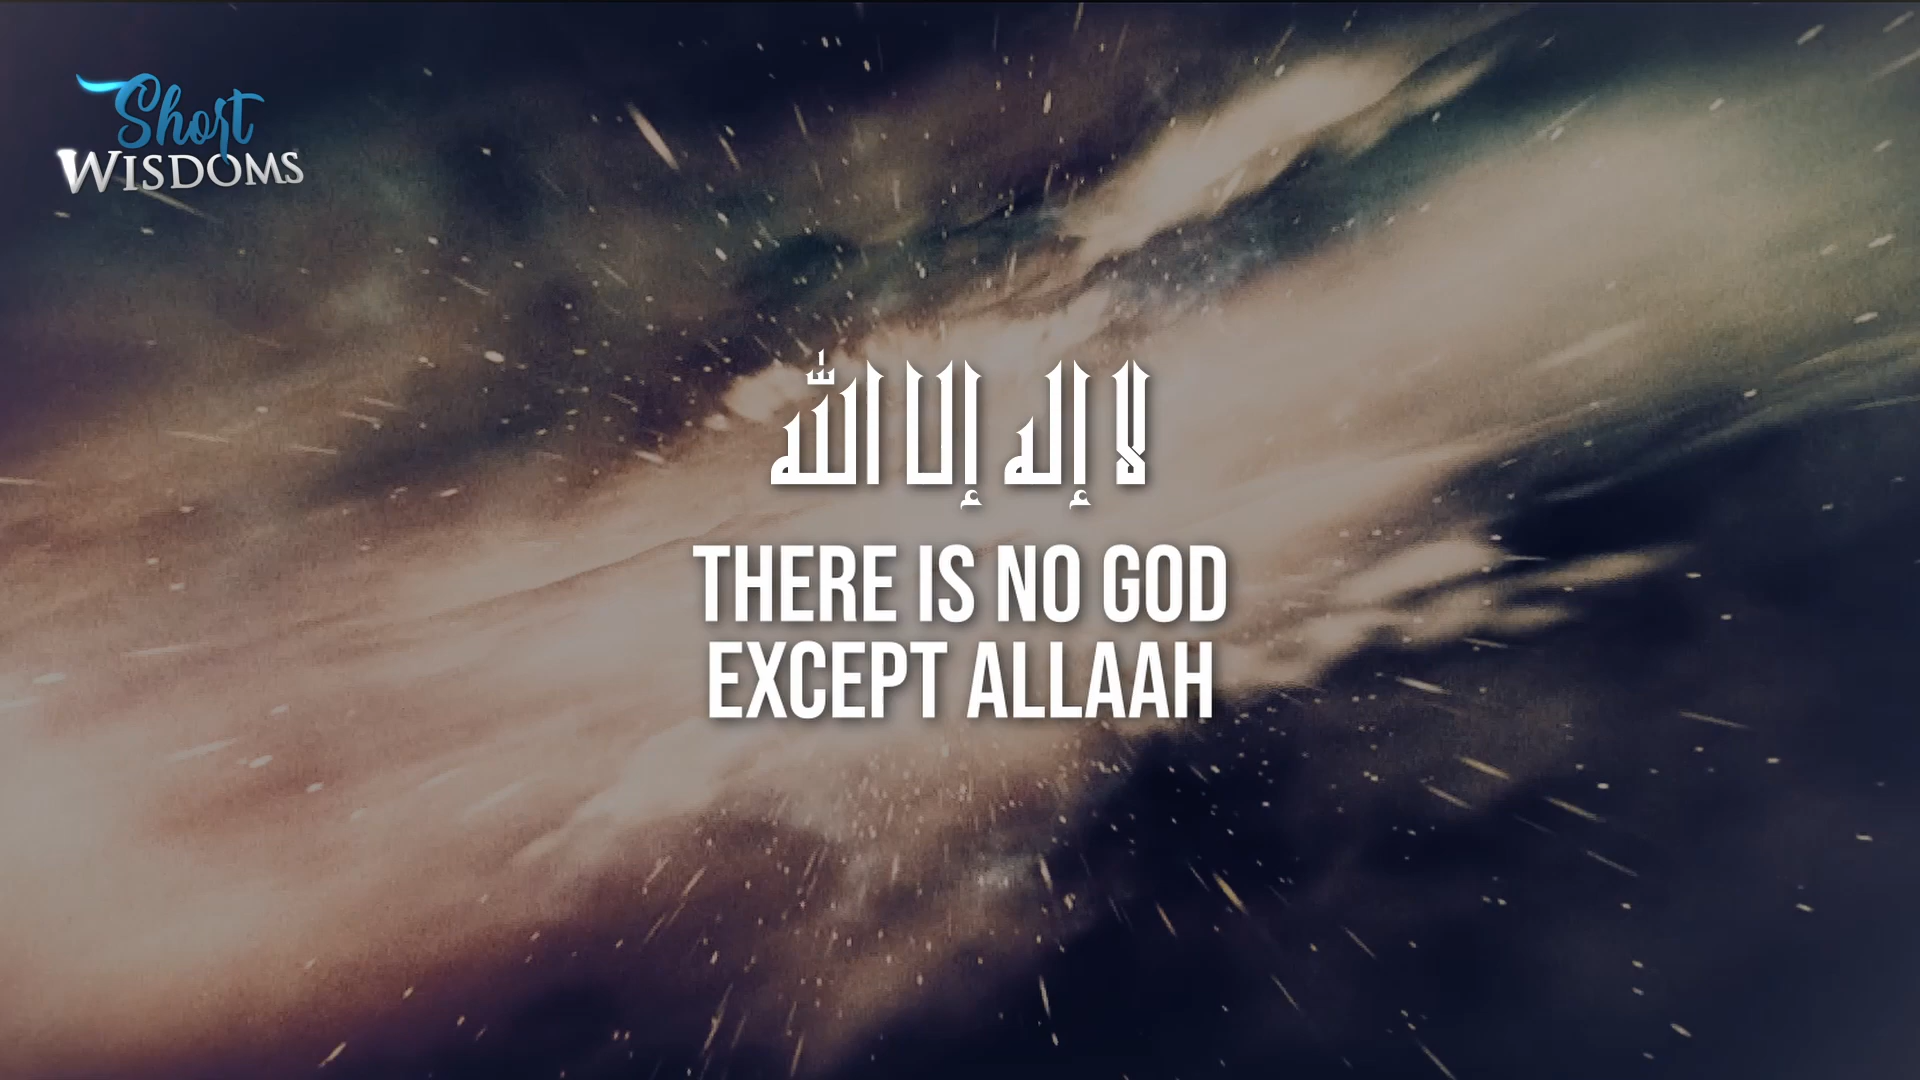 Short
WISDOMS
لا إله إلا الله
THERE IS NO GOD
EXCEPT ALLAAH